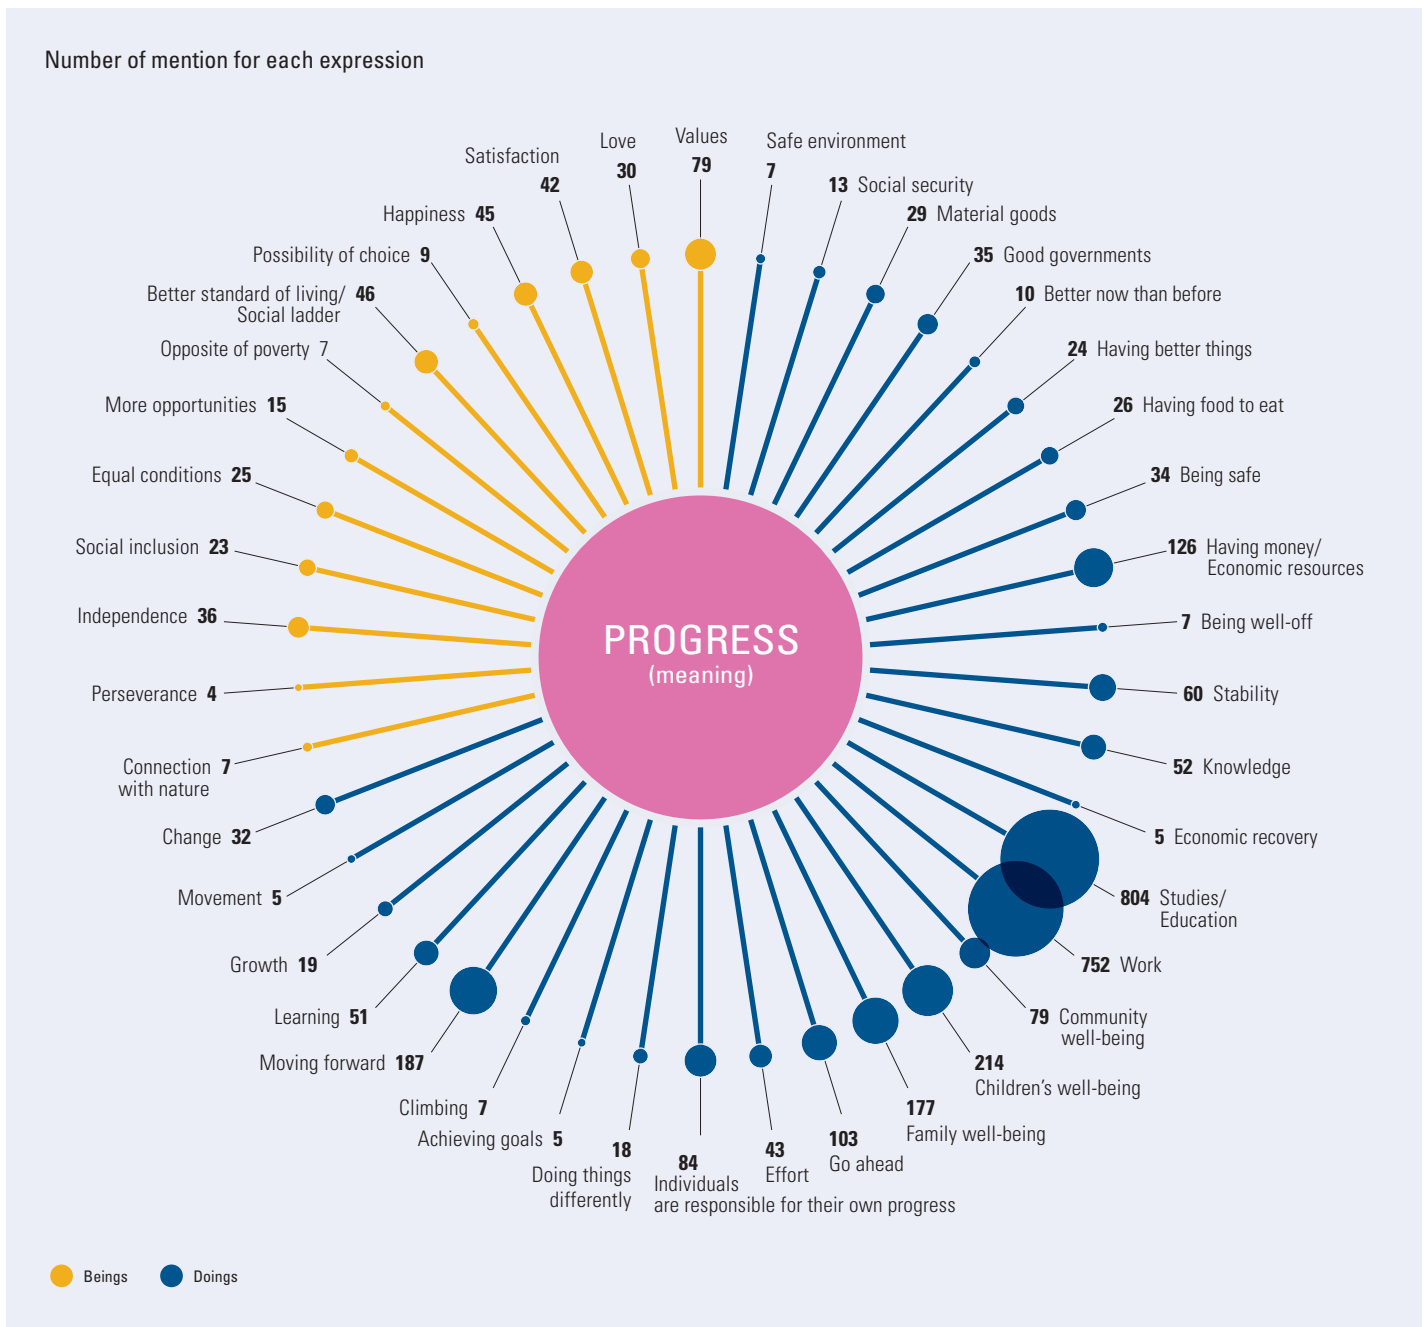 Number of mention for each expression
Values
79
Safe environment
7
13 Social security
29 Material goods
35 Good governments
10 Better now than before
24 Having better things
26 Having food to eat
34 Being safe
126 Having money/
Economic resources
7 Being well-off
60 Stability
52 Knowledge
5 Economic recovery
804 Studies/
Education
752 Work
79 Community
well-being
214
Children's well-being
177
Family well-being
103
Go ahead
43
Effort
84
Individuals
are responsible for their own progress
18
Doing things
differently
Achieving goals 5
Climbing 7
Moving forward 187
Learning 51
Growth 19
Movement 5
Change 32
Connection 7
with nature
Perseverance 4
Independence 36
Social inclusion 23
Equal conditions 25
More opportunities 15
Opposite of poverty 7
Better standard of living/ 46
Social ladder
Possibility of choice 9
Happiness 45
Satisfaction
42
Love
30
PROGRESS
(meaning)
Beings
Doings